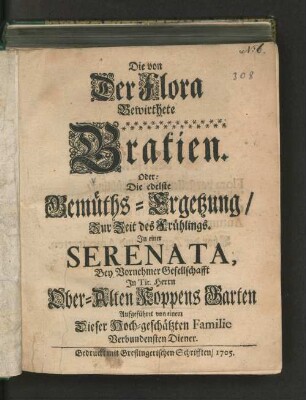 Die von
Der Flora
Bewirthete
Gratien.
Oder:
Die edelste
Gemüths-Ergetzung/
Zur Zeit des Frühlings.
In einer
SERENATA,
Bey Vornehmer Gesellschafft
In Tit. Herrn
Ober-Alten Koppens Garten
Aufgeführet von einem
Dieser Hoch-geschätzten Familie
Verbundensten Diener.
Gedruckt mit Greflingerischen Schrifften/ 1705.
308